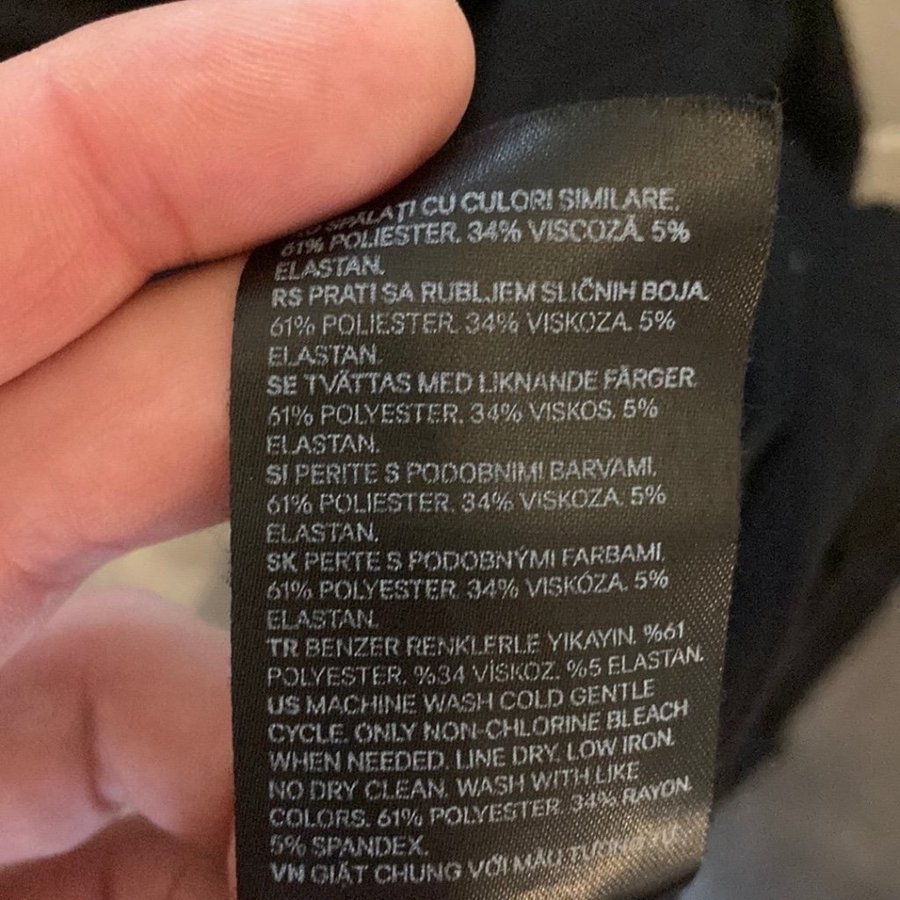 SPĂLAȚI CU CULORI SIMILARE.
61% POLIESTER. 34% VISCOZĂ. 5%
ELASTAN.
RS PRATI SA RUBLJEM SLIČNIH BOJA.
61% POLIESTER. 34% VISKOZA. 5%
ELASTAN.
SE TVÄTTAS MED LIKNANDE FÄRGER.
61% POLYESTER. 34% VISKOS. 5%
ELASTAN.
SI PERITE S PODOBNIMI BARVAMI.
61% POLIESTER. 34% VISKOZA. 5%
ELASTAN.
SK PERTE S PODOBNÝMI FARBAMI.
61% POLYESTER. 34% VISKÓZA. 5%
ELASTAN.
TR BENZER RENKLERLE YIKAYIN. %61
POLYESTER. %34 VİSKOZ. %5 ELASTAN.
US MACHINE WASH COLD GENTLE
CYCLE. ONLY NON-CHLORINE BLEACH
WHEN NEEDED. LINE DRY. LOW IRON.
NO DRY CLEAN. WASH WITH LIKE
COLORS. 61% POLYESTER. 34% RAYON.
5% SPANDEX.
VN GIẶT CHUNG VỚI MÀU TƯƠNG TỰ.